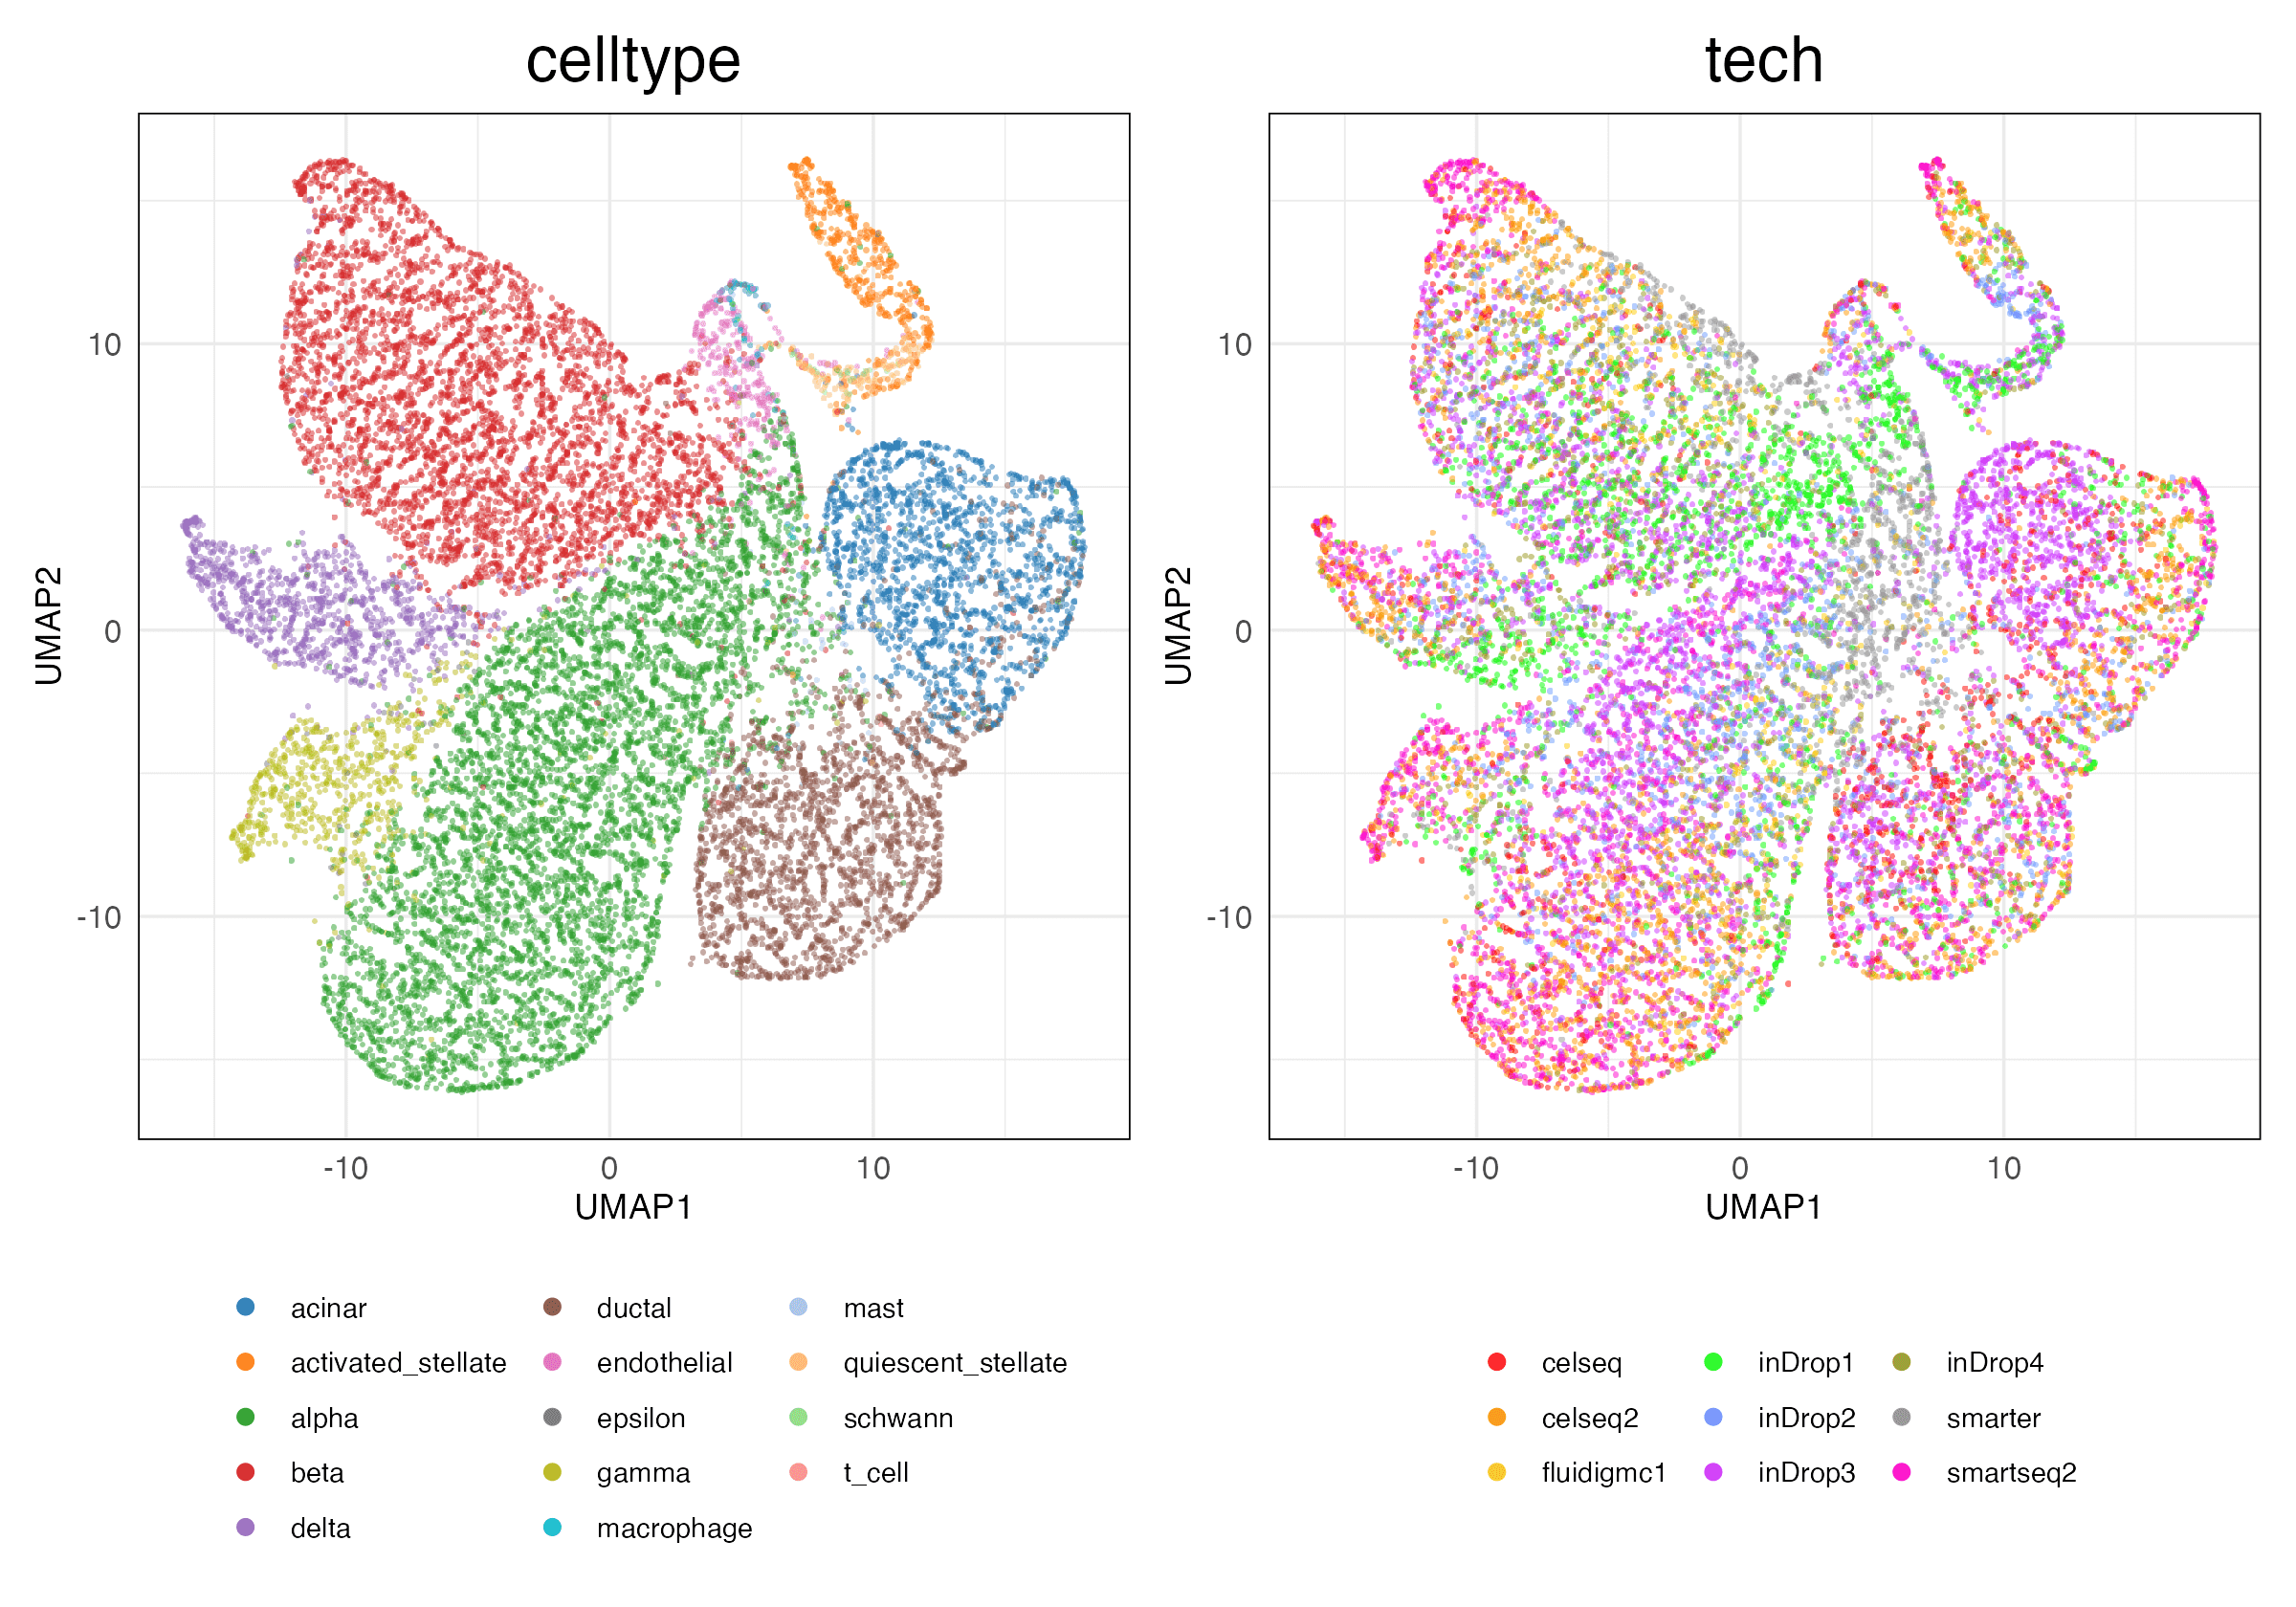 celltype
10
0
-10
UMAP2
-10 0 10
UMAP1
acinar
activated_stellate
alpha
beta
delta
ductal
endothelial
epsilon
gamma
macrophage
mast
quiescent_stellate
schwann
t_cell
tech
10
0
-10
UMAP2
-10 0 10
UMAP1
celseq
celseq2
fluidigmc1
inDrop1
inDrop2
inDrop3
inDrop4
smarter
smartseq2